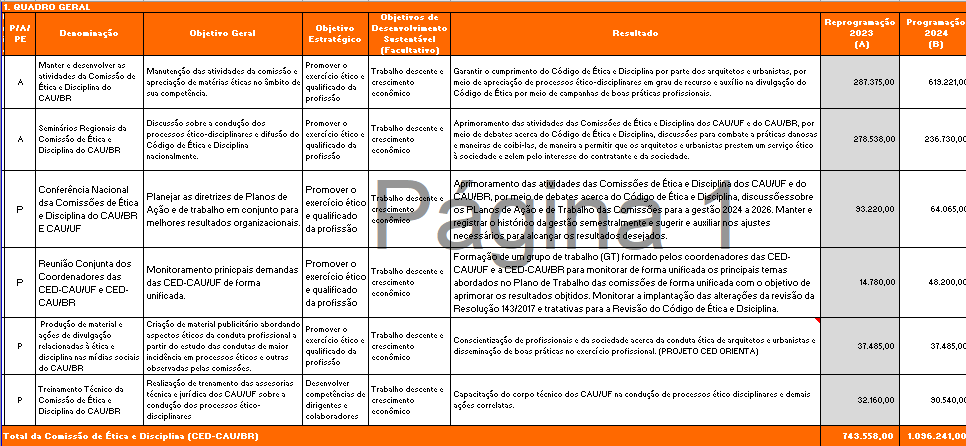 1. QUADRO GERAL
P/A/
PE
Denominação
Objetivo Geral
Objetivo
Estratégico
Objetivos de
Desenvolvimento
Sustentável
(Facultativo)
Resultado
Reprogramação
2023
(A)
Programação
2024
(B)
A
Manter e desenvolver as
atividades da Comissão de
Ética e Disciplina do
CAU/BR
Manutenção das atividades da comissão e
apreciação de matérias éticas no âmbito de
sua competência.
Promover o
exercício ético e
qualificado da
profissão
Trabalho descente e
crescimento
econômico
Garantir o cumprimento do Código de Ética e Disciplina por parte dos arquitetos e urbanistas, por
meio de apreciação de processos ético-disciplinares em grau de recurso e auxílio na divulgação do
Código de Ética por meio de campanhas de boas práticas profissionais.
287.375,00
619.221,00
A
Seminários Regionais da
Comissão de Ética e
Disciplina do CAU/BR
Discussão sobre a condução dos
processos ético-disciplinares e difusão do
Código de Ética e Disciplina
nacionalmente.
Promover o
exercício ético e
qualificado da
profissão
Trabalho descente e
crescimento
econômico
Aprimoramento das atividades das Comissões de Ética e Disciplina dos CAU/UF e do CAU/BR, por
meio de debates acerca do Código de Ética e Disciplina, discussões para combate a práticas danosas
e maneiras de coibi-las, de maneira a permitir que os arquitetos e urbanistas prestem um serviço ético
à sociedade e zelem pelo interesse do contratante e da sociedade.
278.538,00
236.730,00
P
Conferência Nacional
dsa Comissões de Ética
e Disciplina do CAU/BR
E CAU/UF
Planejar as diretrizes de Planos de
Ação e de trabalho em conjunto para
melhores resultados organizacionais.
Promover o
exercício ético
e qualificado
da profissão
Trabalho descente e
crescimento
econômico
Aprimoramento das atividades das Comissões de Ética e Disciplina dos CAU/UF e do
CAU/BR, por meio de debates acerca do Código de Ética e Disciplina, discussõessobre
os PLanos de Ação e de Trabalho das Comissões para a gestão 2024 a 2026. Manter e
registrar o histórico da gestão semestralmente e sugerir e auxiliar nos ajustes
necessários para alcançar os resultados desejados.
93.220,00
64.065,00
Página 1
P
Reunião Conjunta dos
Coordenadores das
CED-CAU/UF e CED-
CAU/BR
Monitoramento prinicpais demandas
das CED-CAU/UF de forma
unificada.
Promover o
exercício ético
e qualificado
da profissão
Trabalho descente e
crescimento
econômico
Formação de um grupo de trabalho (GT) formado pelos coordenadores das CED-
CAU/UF e a CED-CAU/BR para monitorar de forma unificada os principais temas
abordados no Plano de Trabalho das comissões de forma unificada com o objetivo de
aprimorar os resultados objtidos. Monitorar a implantação das alterações da revisão da
Resolução 143/2017 e tratativas para a Revisão do Código de Ética e Dsiciplina.
14.780,00
48.200,00
P
Produção de material e
ações de divulgação
relacionadas à ética e
disciplina nas mídias sociais
do CAU/BR
Criação de material publicitário abordando
aspectos éticos da conduta profissional a
partir do estudo das condutas de maior
incidência em processos éticos e outras
observadas pelas comissões.
Promover o
exercício ético e
qualificado da
profissão
Trabalho descente e
crescimento
econômico
Conscientização de profissionais e da sociedade acerca da conduta ética de arquitetos e urbanistas e
disseminação de boas práticas no exercício profissional. (PROJETO CED ORIENTA)
37.485,00
37.485,00
P
Treinamento Técnico da
Comissão de Ética e
Disciplina do CAU/BR
Realização de trenamento das assesorias
técnica e jurídica dos CAU/UF sobre a
condução dos processos ético-
disciplinares
Desenvolver
competências de
dirigentes e
colaboradores
Trabalho descente e
crescimento
econômico
Capacitação do corpo técnico dos CAU/UF na condução de processos ético disciplinares e demais
ações correlatas.
32.160,00
90.540,00
Total da Comissão de Ética e Disciplina (CED-CAU/BR)
743.558,00
1.096.241,00